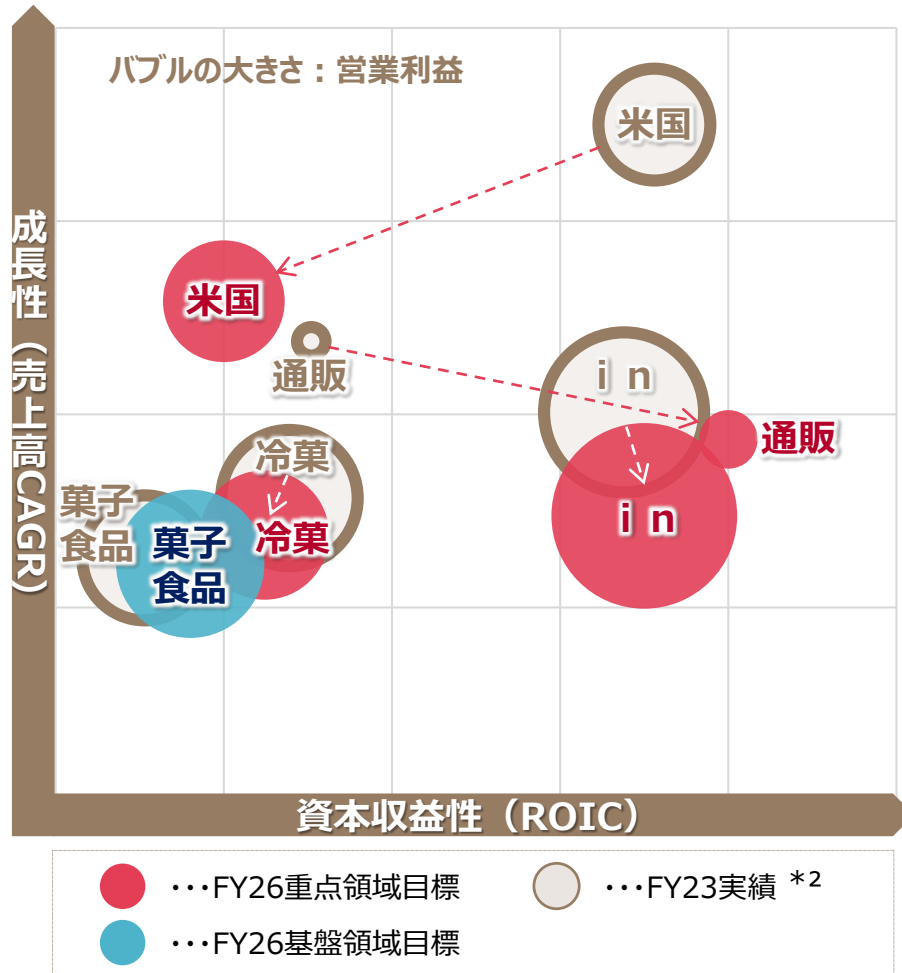 バブルの大きさ：営業利益
米国
米国
通販
ｉｎ
通販
冷菓
菓子
食品
菓子
食品
冷菓
ｉｎ
成長性（売上高CAGR）
資本収益性（ROIC）
･･･FY26重点領域目標
･･･FY23実績 *2
･･･FY26基盤領域目標